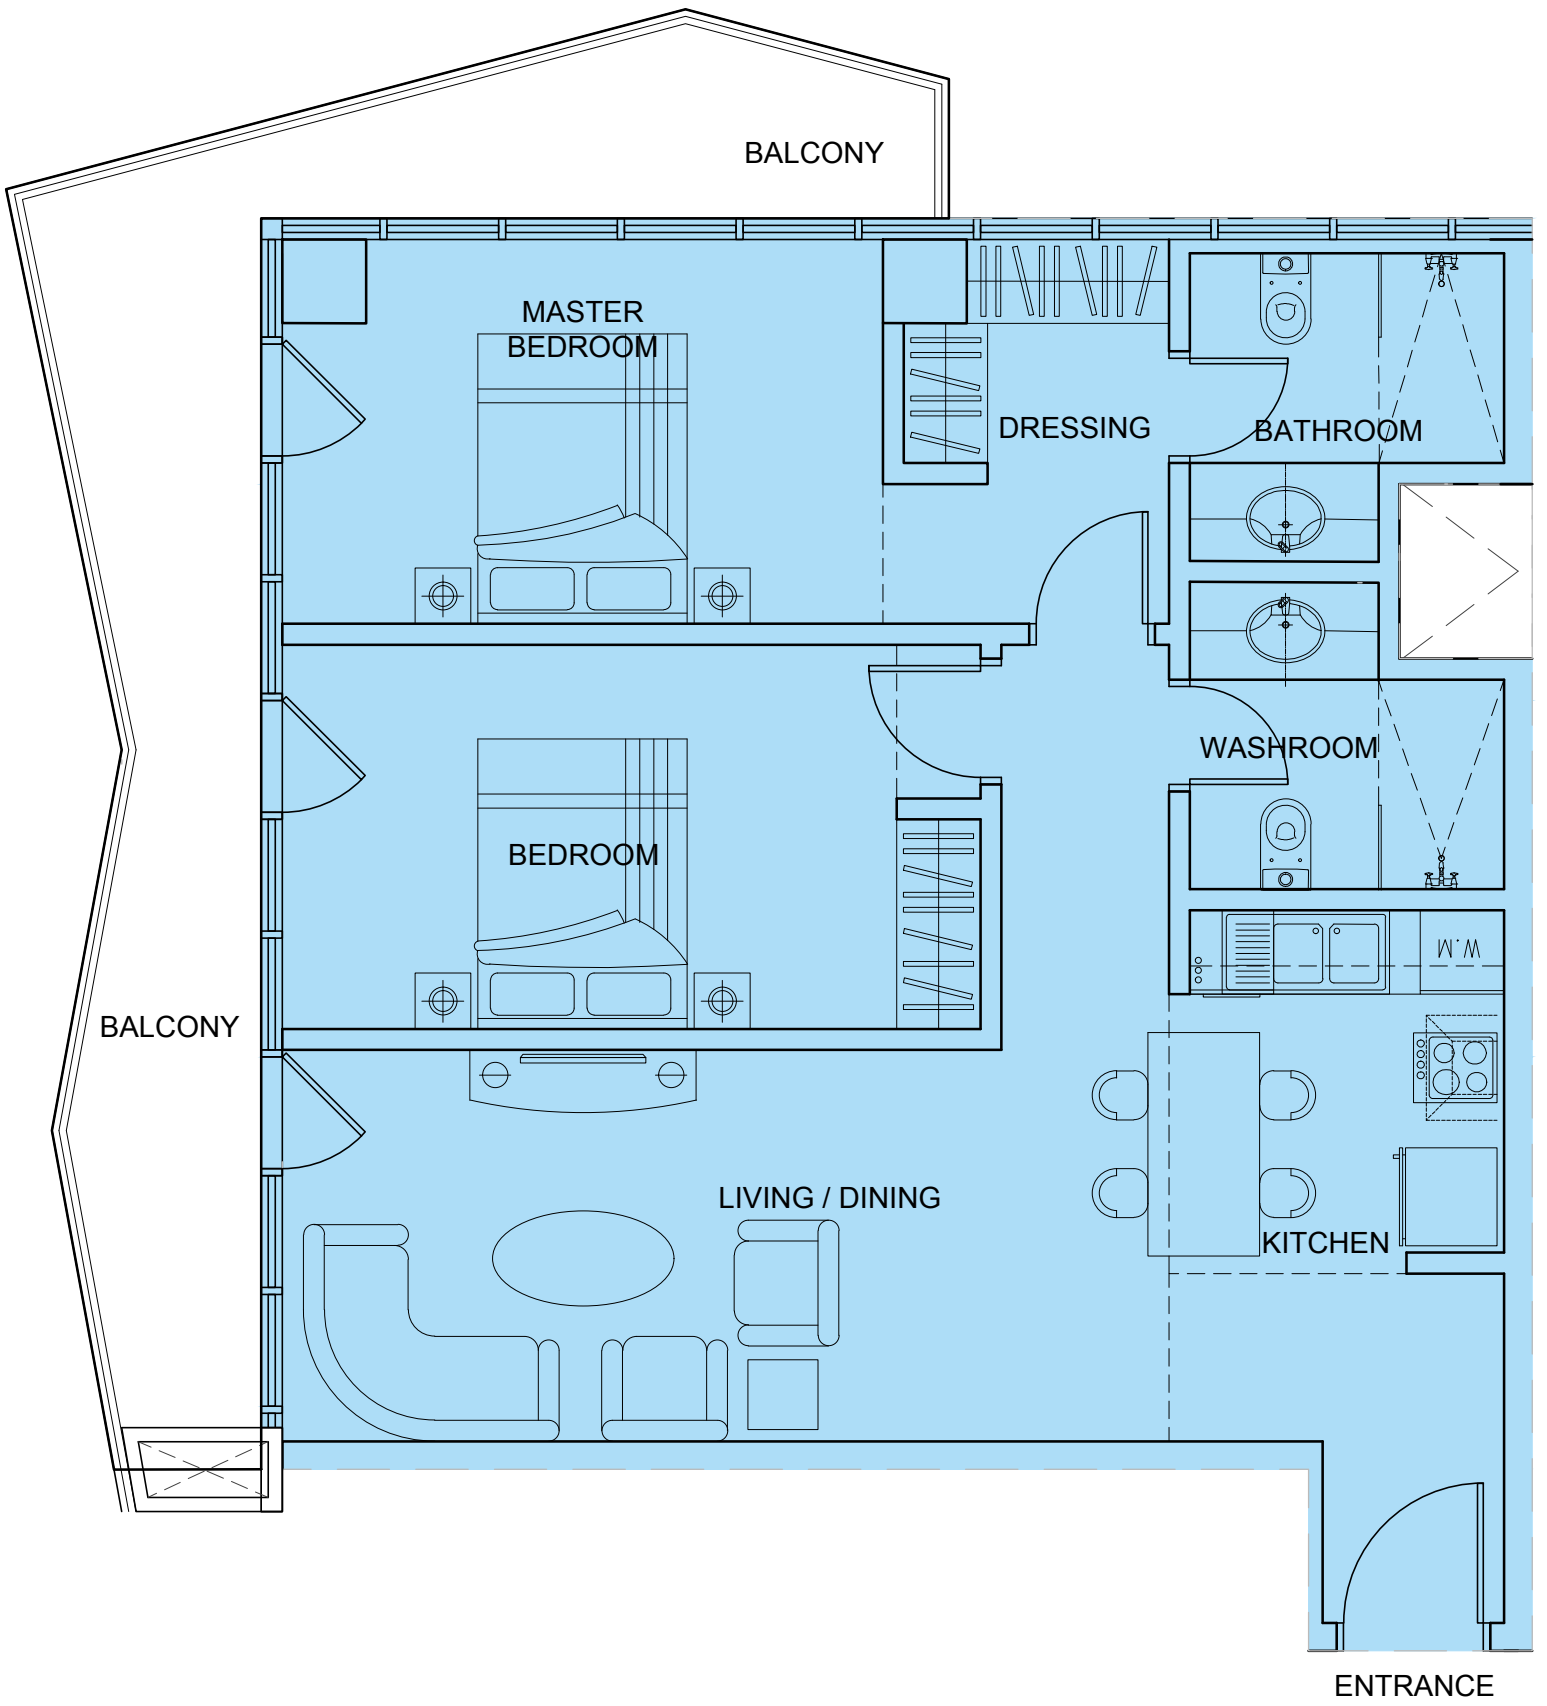 BALCONY
MASTER
BEDROOM
DRESSING
BATHROOM
WASHROOM
BEDROOM
W.M
BALCONY
LIVING / DINING
KITCHEN
ENTRANCE